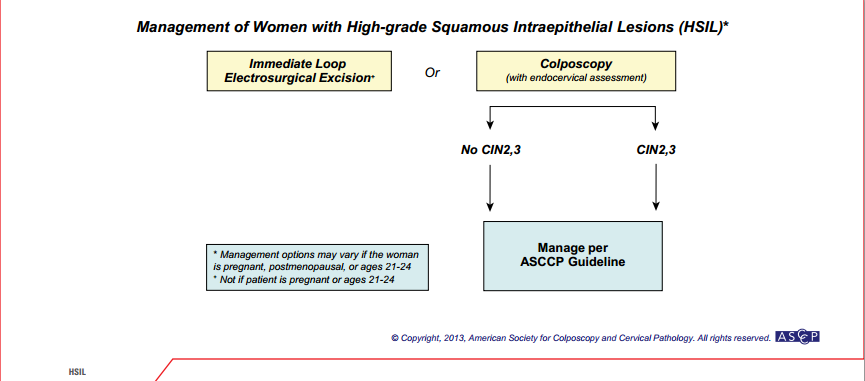 Management of Women with High-grade Squamous Intraepithelial Lesions (HSIL)*
Immediate Loop
Electrosurgical Excision+
Or
Colposcopy
(with endocervical assessment)
No CIN2,3
CIN2,3
Manage per
ASCCP Guideline
* Management options may vary if the woman
is pregnant, postmenopausal, or ages 21-24
+ Not if patient is pregnant or ages 21-24
© Copyright, 2013, American Society for Colposcopy and Cervical Pathology. All rights reserved.
ASCCP
HSIL